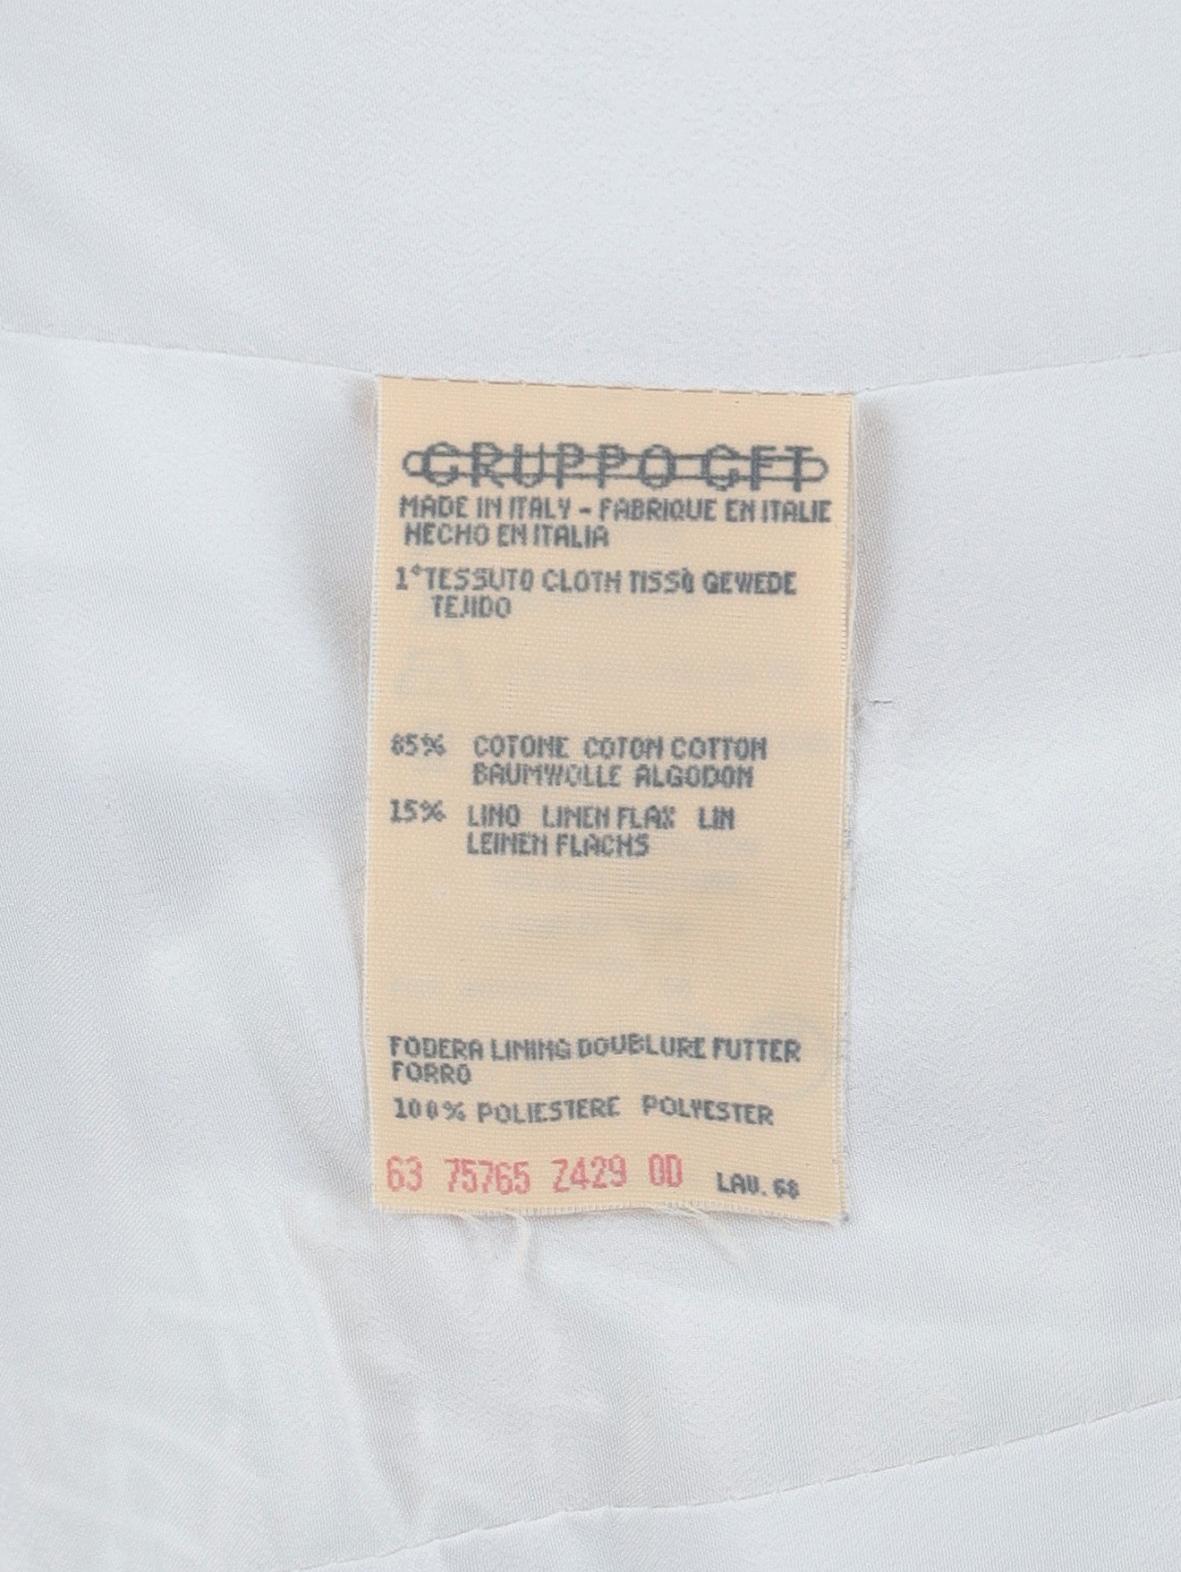 GRUPPO GFT
MADE IN ITALY - FABRIQUE EN ITALIE
HECHO EN ITALIA
1°TESSUTO CLOTH TISSÙ GEWEDE
TEJIDO
85% COTONE COTON COTTON
BAUMWOLLE ALGODON
15% LINO LINEN FLAX LIN
LEINEN FLACHS
FODERA LINING DOUBLURE FUTTER
FORRO
100% POLIESTERE POLYESTER
63 75765 Z429 0D LAV. 68